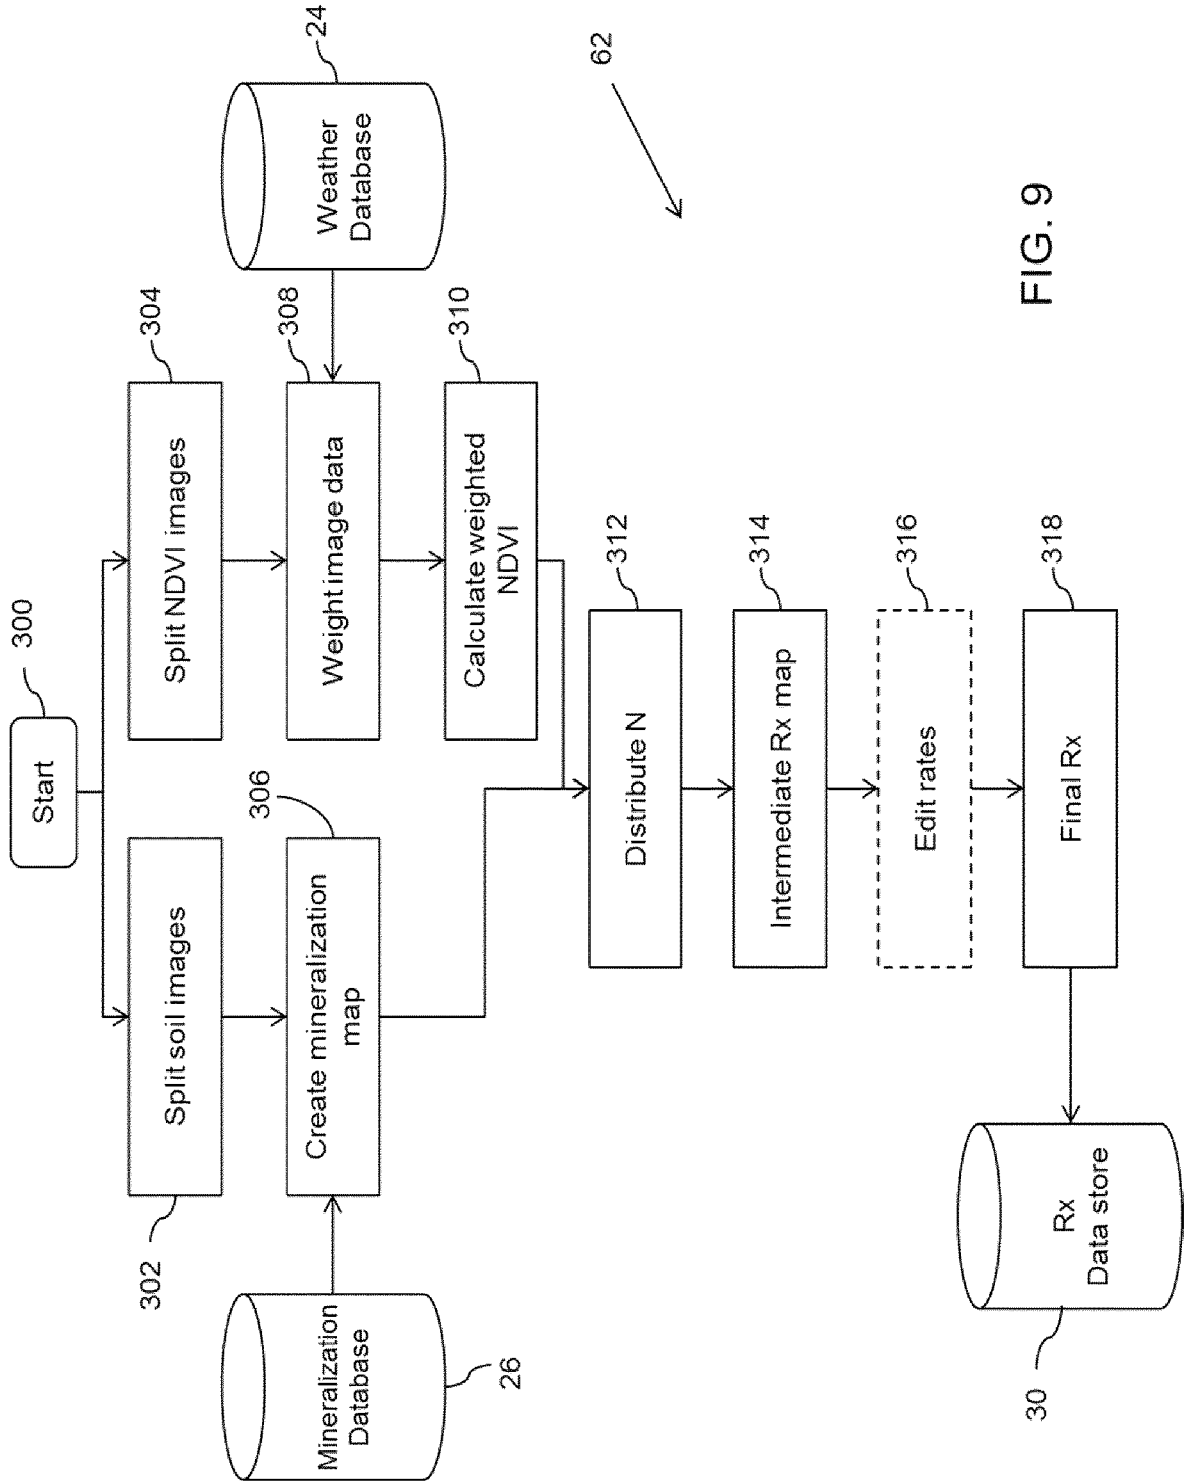 300
Start
Split soil images
302
Split NDVI images
304
Mineralization
Database
26
Create mineralization
map
306
Weight image data
308
Weather
Database
24
Calculate weighted
NDVI
310
62
Distribute N
312
Intermediate Rx map
314
Edit rates
316
Final Rx
318
Rx
Data store
30
FIG. 9